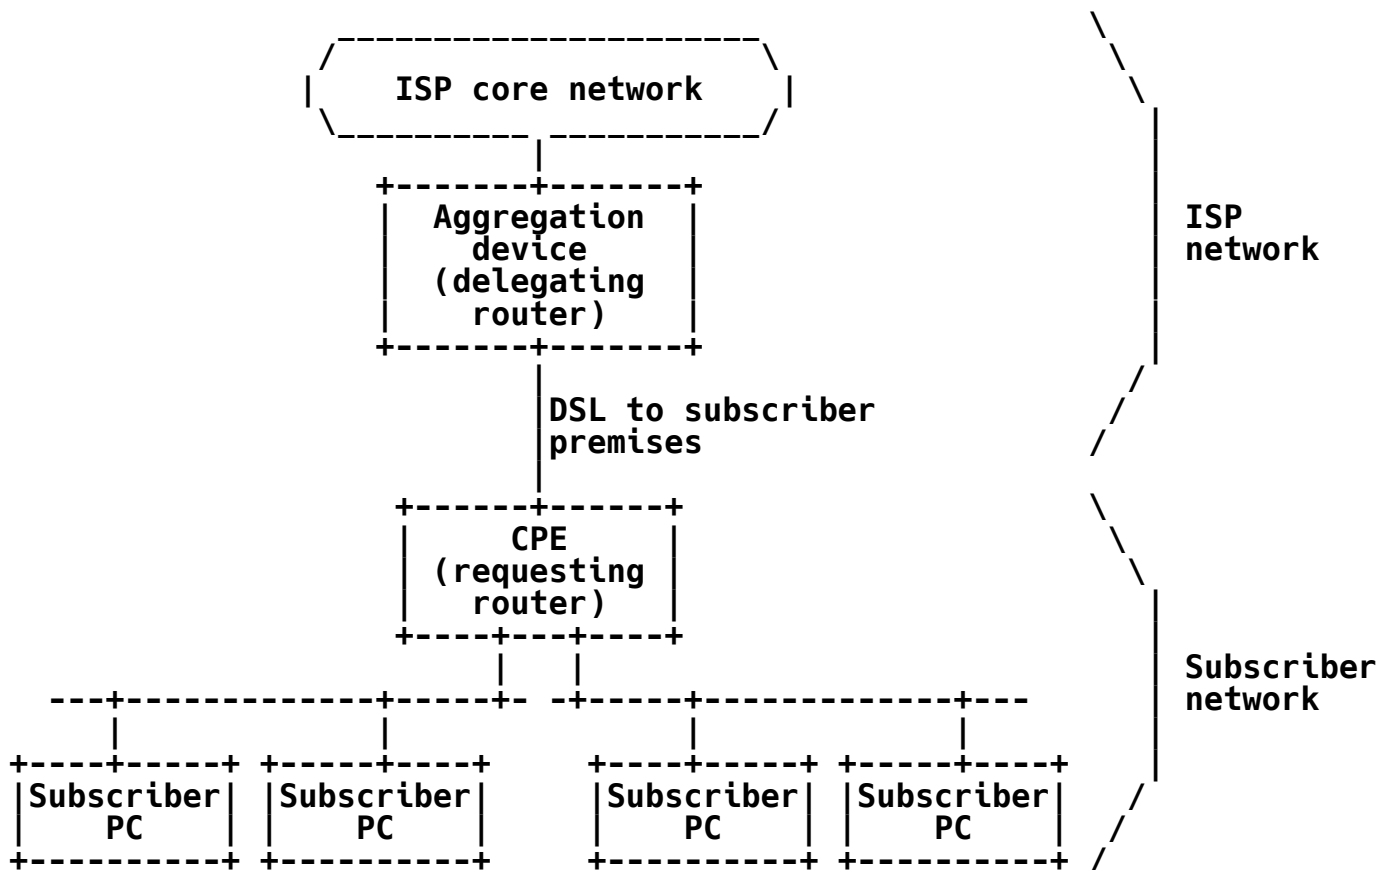 ISP core network
Aggregation
device
(delegating
router)
ISP
network
DSL to subscriber
premises
CPE
(requesting
router)
Subscriber
network
Subscriber
PC
Subscriber
PC
Subscriber
PC
Subscriber
PC